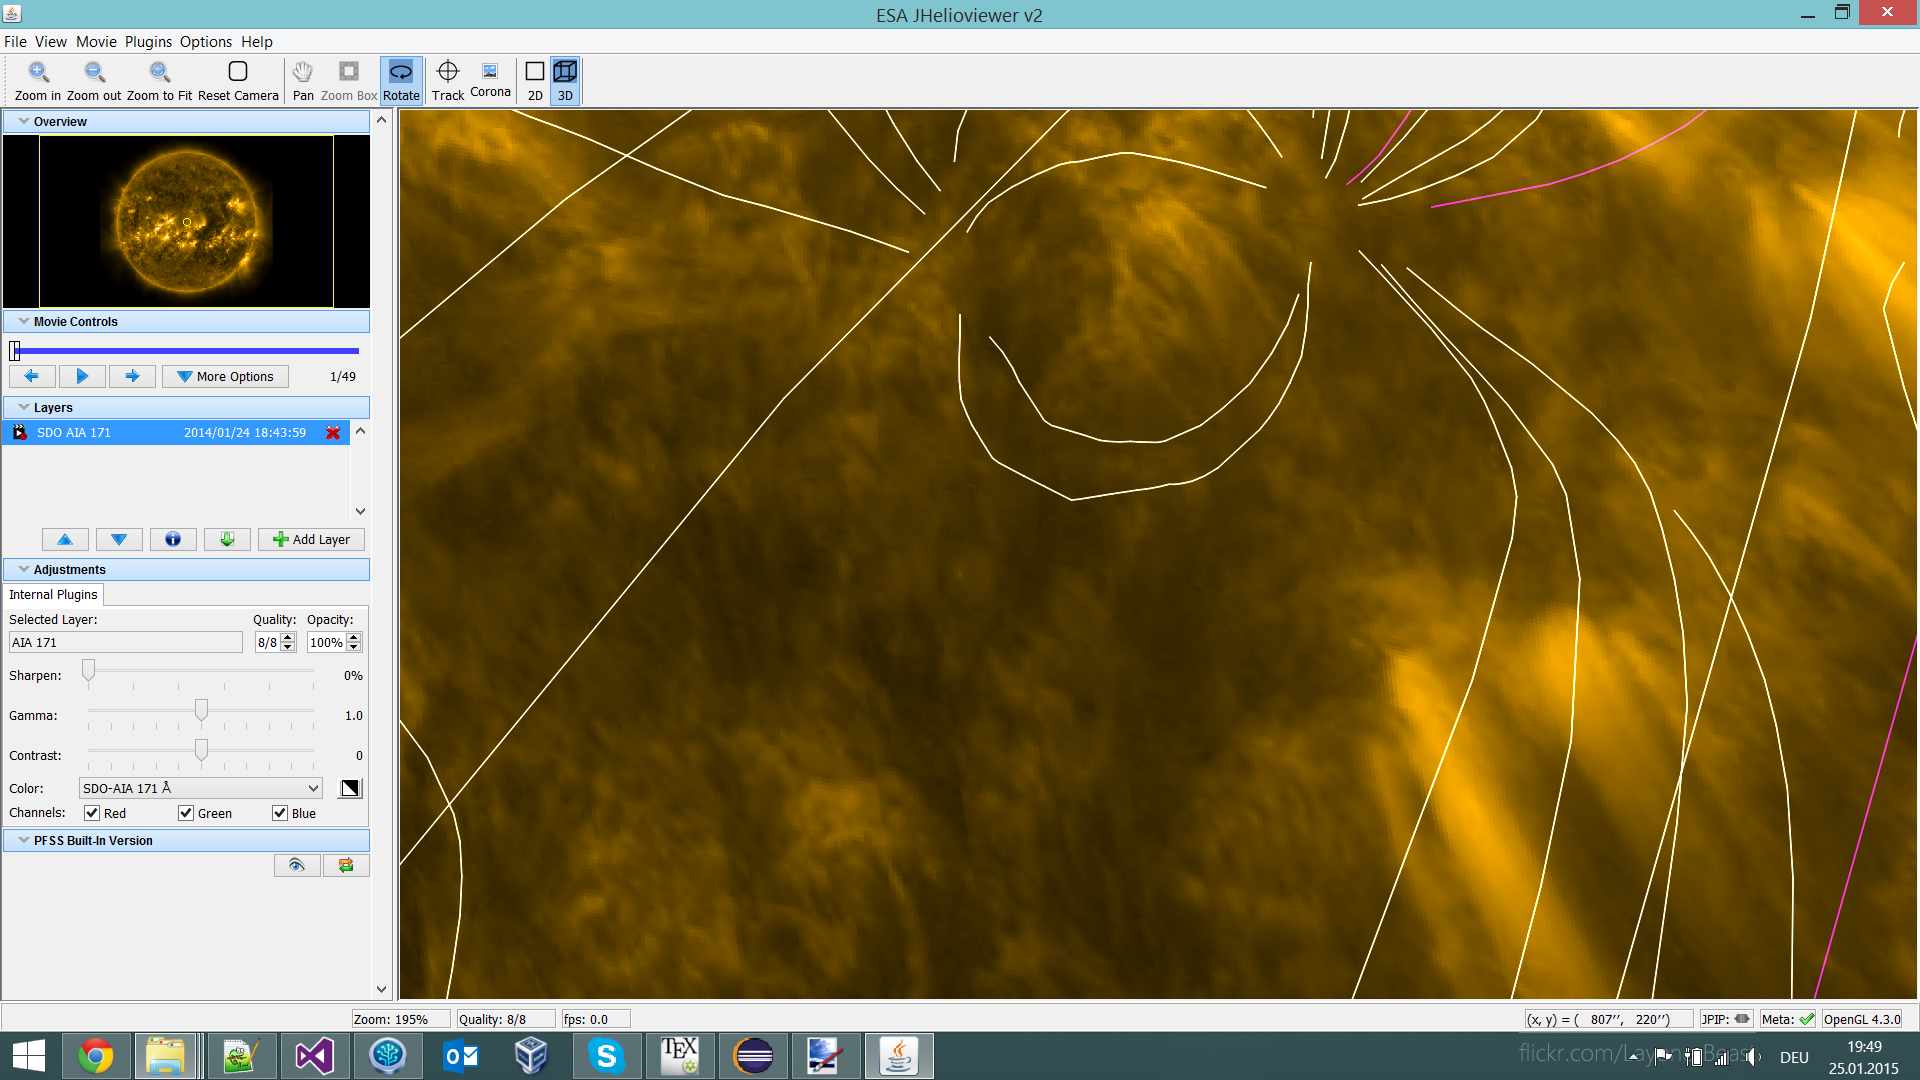 ESA JHelioviewer v2
File View Movie Plugins Options Help
Zoom in Zoom out Zoom to Fit Reset Camera Pan Zoom Box Rotate Track Corona 2D 3D
Overview
Movie Controls
More Options 1/49
Layers
SDO AIA 171 2014/01/24 18:43:59
Add Layer
Adjustments
Internal Plugins
Selected Layer: Quality: Opacity:
AIA 171 8/8 100%
Sharpen: 0%
Gamma: 1.0
Contrast: 0
Color: SDO-AIA 171 Å
Channels: Red Green Blue
PFSS Built-In Version
Zoom: 195% Quality: 8/8 fps: 0.0 (x, y) = ( 807’’, 220’’) JPIP: Meta: OpenGL 4.3.0
TEX
flickr.com/
DEU
19:49
25.01.2015